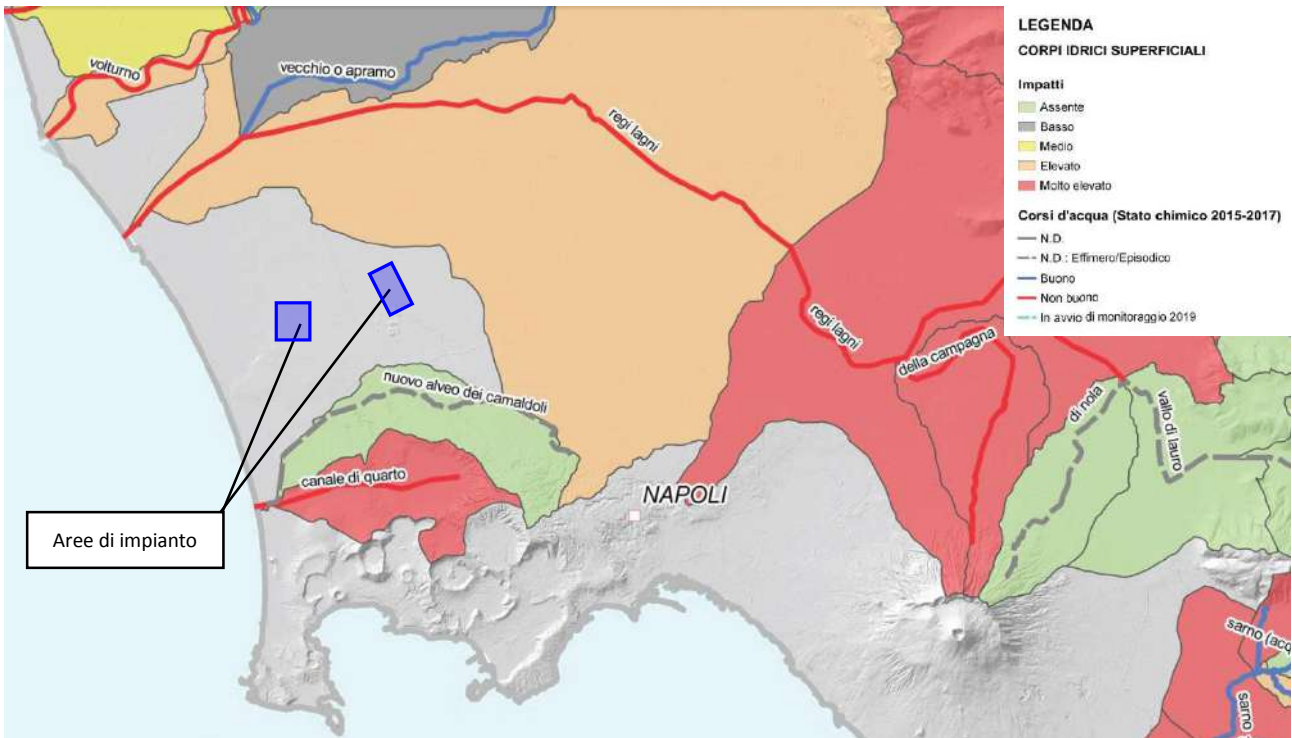 LEGENDA
CORPI IDRICI SUPERFICIALI
Impatti
Assente
Basso
Medio
Elevato
Molto elevato
Corsi d'acqua (Stato chimico 2015-2017)
N.D.
N.D.: Effimero/Episodico
Buono
Non buono
In avvio di monitoraggio 2019
volturno
vecchio o apramo
regi lagni
regi lagni
della campagna
di nola
vallo di lauro
nuovo alveo dei camaldoli
canale di quarto
NAPOLI
Aree di impianto
sarno (acq
sarno